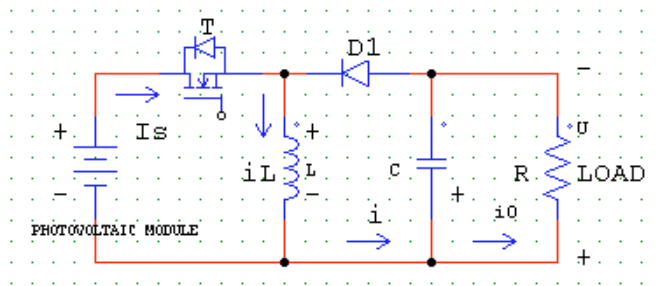 T
D1
-
+
Is
+
U
iL
L
C
R
LOAD
-
-
+
i
i0
PHOTOVOLTAIC MODULE
+